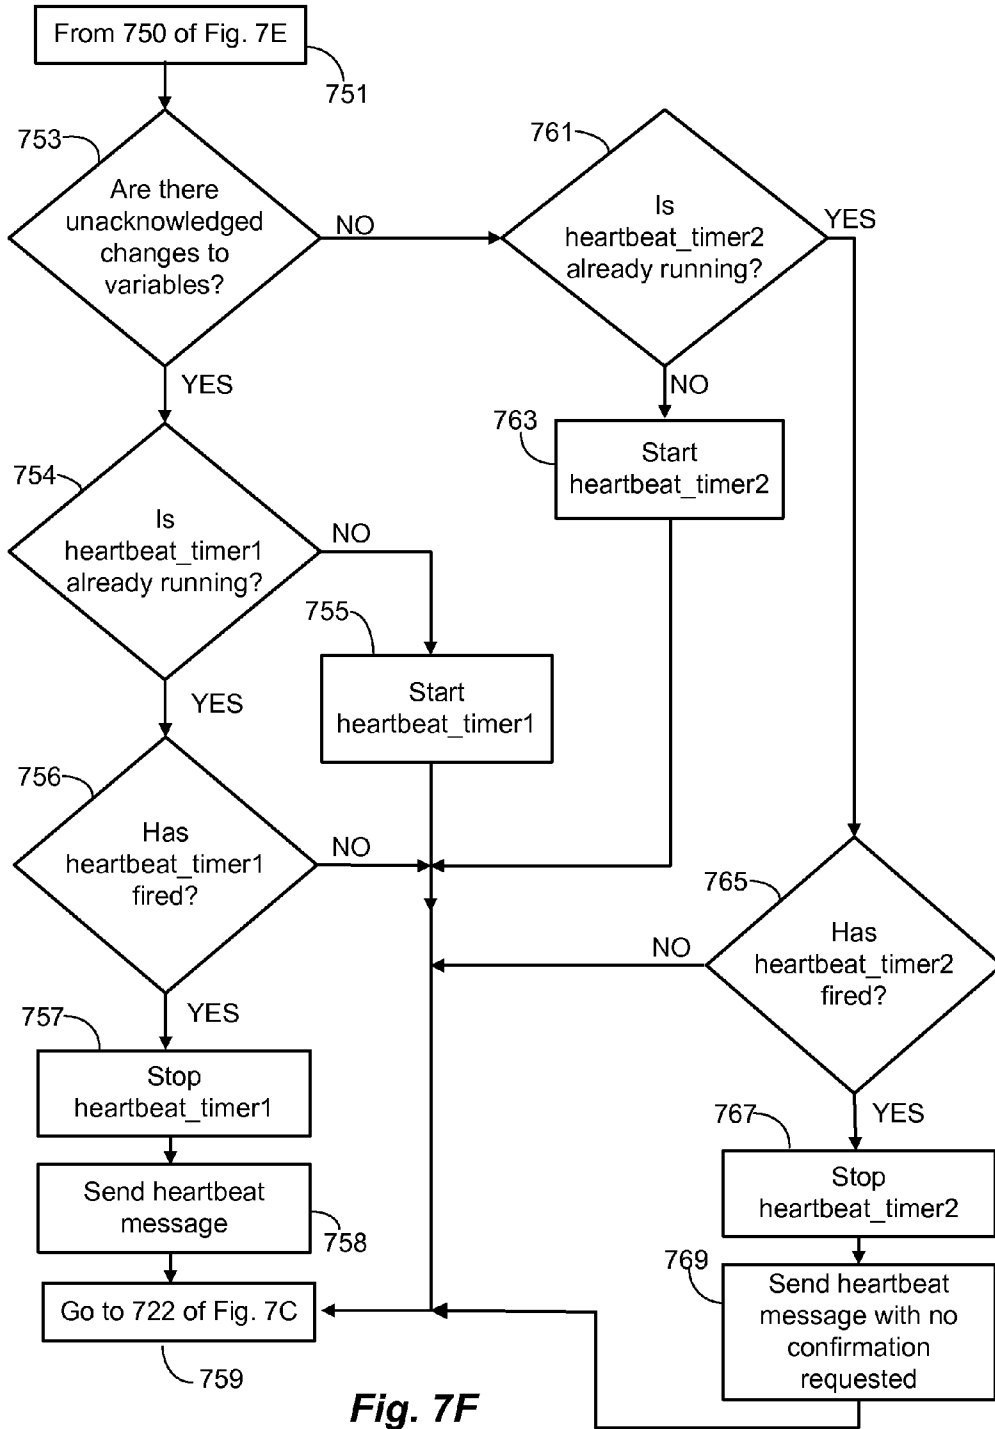 From 750 of Fig. 7E
751
753
Are there
unacknowledged
changes to
variables?
NO
YES
761
Is
heartbeat_timer2
already running?
YES
NO
763
Start
heartbeat_timer2
754
Is
heartbeat_timer1
already running?
NO
YES
755
Start
heartbeat_timer1
756
Has
heartbeat_timer1
fired?
NO
YES
765
Has
heartbeat_timer2
fired?
NO
YES
757
Stop
heartbeat_timer1
Send heartbeat
message
758
Go to 722 of Fig. 7C
759
767
Stop
heartbeat_timer2
769
Send heartbeat
message with no
confirmation
requested
Fig. 7F